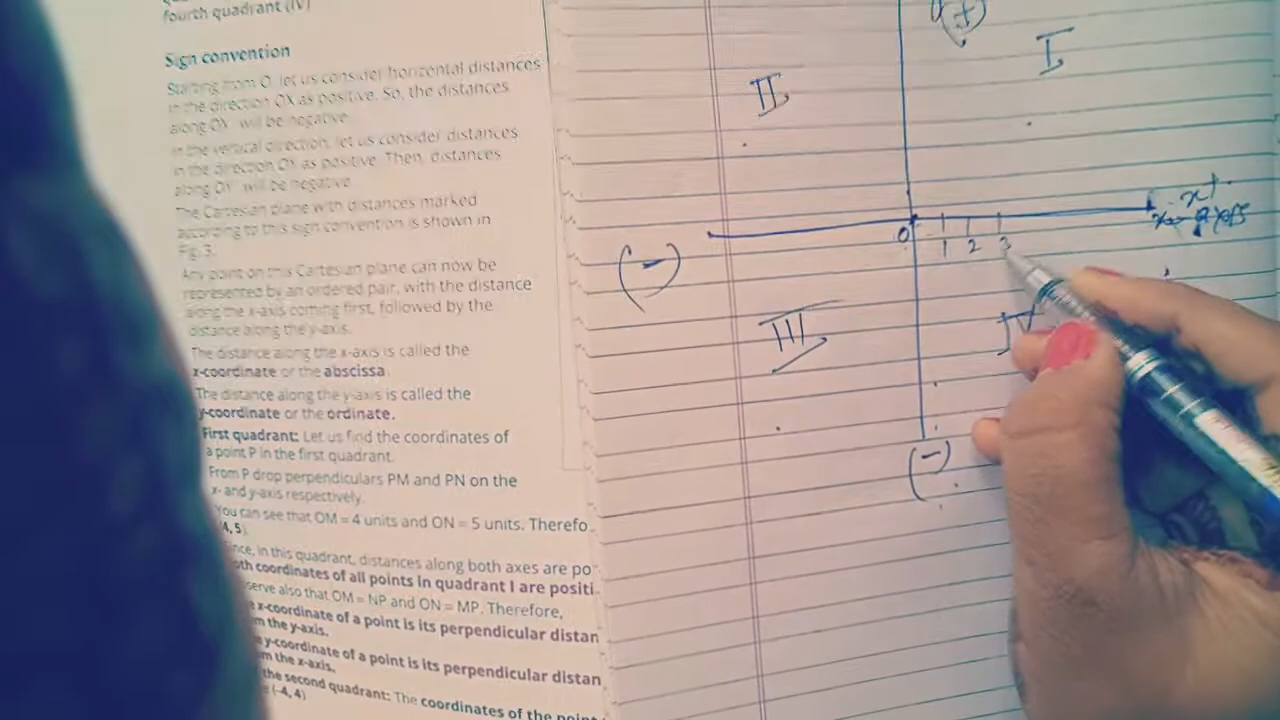 fourth quadrant (IV)
Sign convention
Starting from O, let us consider horizontal distances
in the direction OX as positive. So, the distances
along OX' will be negative.
In the vertical direction, let us consider distances
in the direction OY as positive. Then, distances
along OY' will be negative.
The Cartesian plane with distances marked
according to this sign convention is shown in
Fig. 3.
Any point on this Cartesian plane can now be
represented by an ordered pair, with the distance
along the x-axis coming first, followed by the
distance along the y-axis.
The distance along the x-axis is called the
x-coordinate or the abscissa.
The distance along the y-axis is called the
y-coordinate or the ordinate.
First quadrant: Let us find the coordinates of
a point P in the first quadrant.
From P drop perpendiculars PM and PN on the
x- and y-axis respectively.
You can see that OM = 4 units and ON = 5 units. Therefo
(4, 5)
in this quadrant, distances along both axes are po
coordinates of all points in quadrant I are positi
also that OM = NP and ON = MP. Therefore,
x-coordinate of a point is its perpendicular distan
the y-axis.
y-coordinate of a point is its perpendicular distan
the x-axis.
the second quadrant: The coordinates of the point
(-4, 4)
(+)
I
II
x-axis
0
1 2 3
(-)
III
IV
(-)